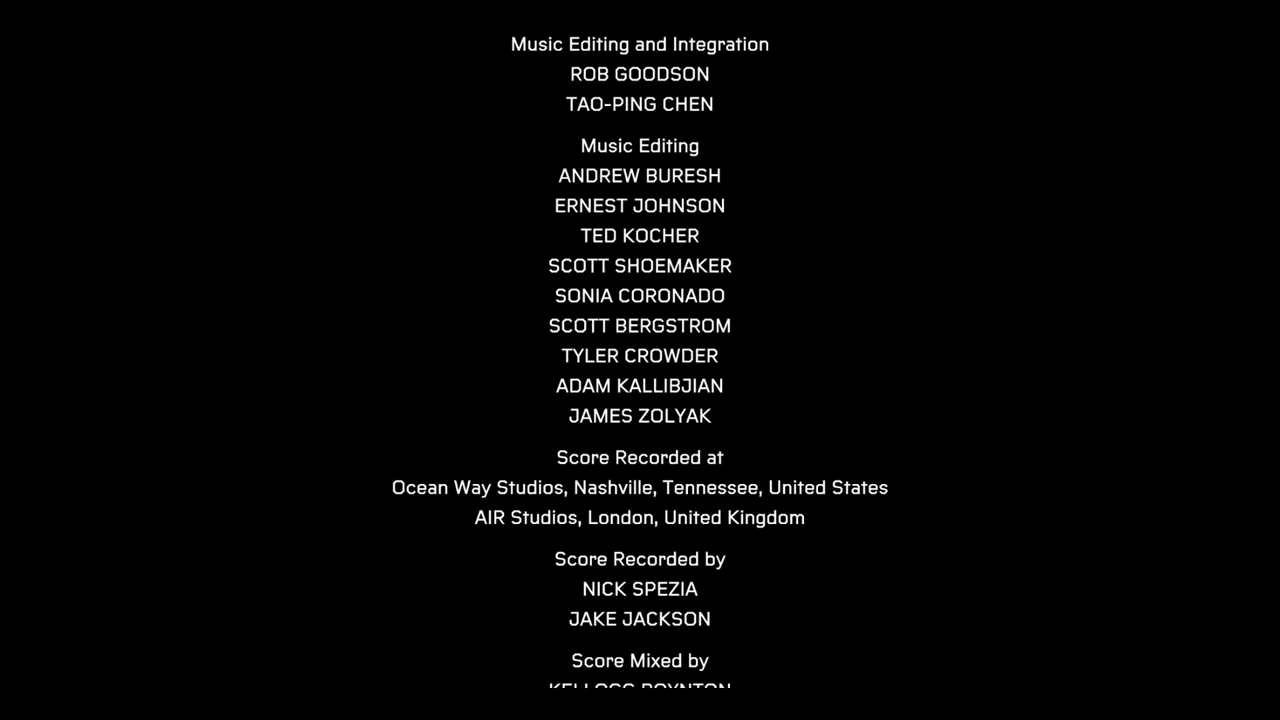 Music Editing and Integration
ROB GOODSON
TAO-PING CHEN
Music Editing
ANDREW BURESH
ERNEST JOHNSON
TED KOCHER
SCOTT SHOEMAKER
SONIA CORONADO
SCOTT BERGSTROM
TYLER CROWDER
ADAM KALLIBJIAN
JAMES ZOLYAK
Score Recorded at
Ocean Way Studios, Nashville, Tennessee, United States
AIR Studios, London, United Kingdom
Score Recorded by
NICK SPEZIA
JAKE JACKSON
Score Mixed by